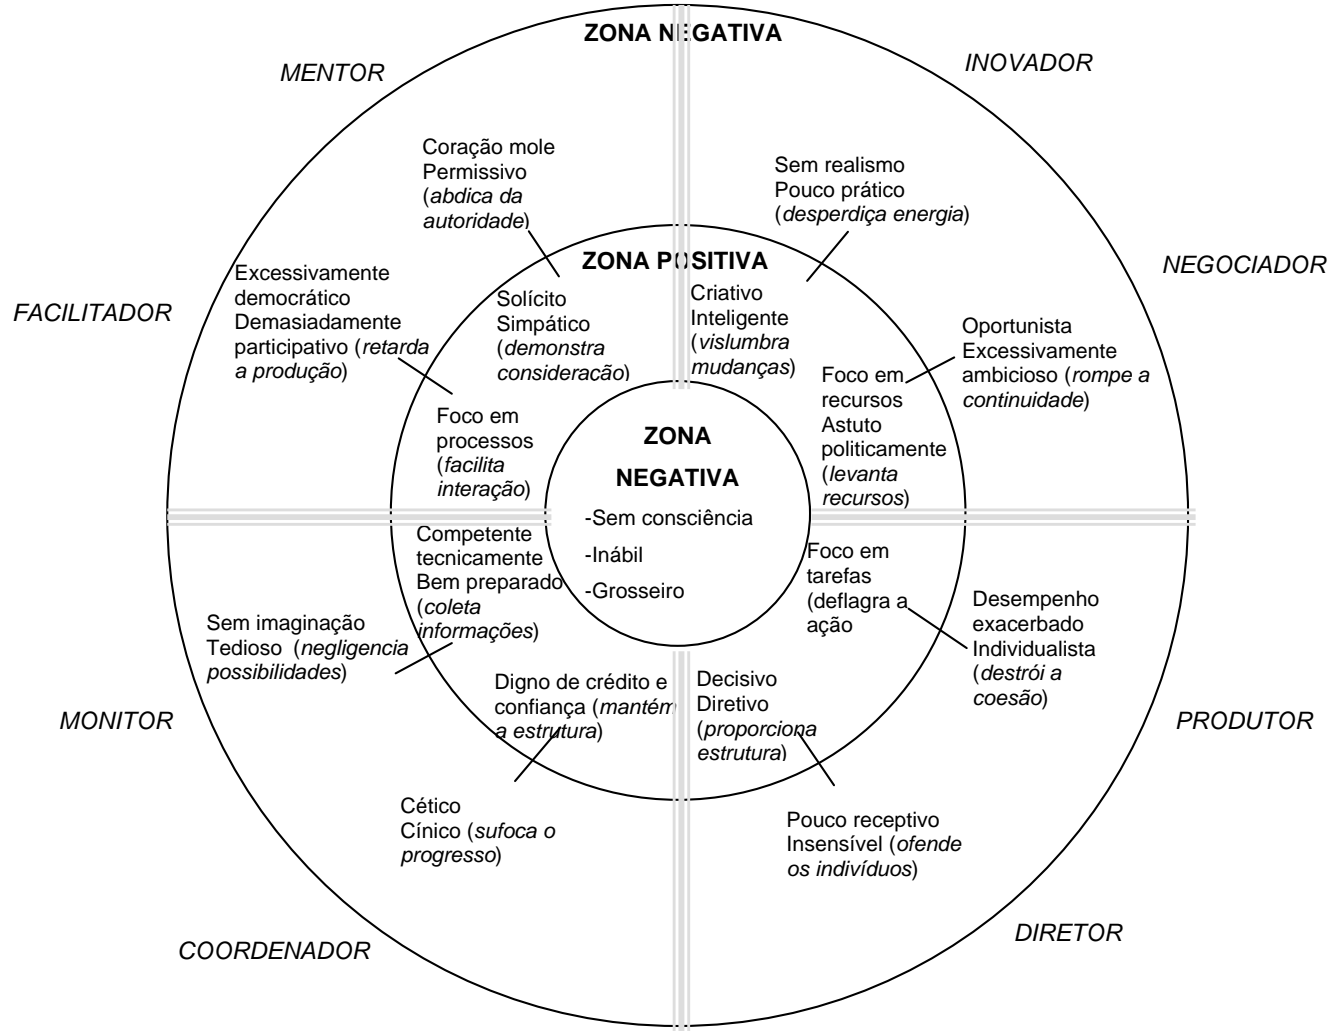 ZONA NEGATIVA
MENTOR
INOVADOR
Coração mole
Permissivo
(abdica da
autoridade)
Sem realismo
Pouco prático
(desperdiça energia)
ZONA POSITIVA
NEGOCIADOR
FACILITADOR
Excessivamente
democrático
Demasiadamente
participativo (retarda
a produção)
Solícito
Simpático
(demonstra
consideração)
Criativo
Inteligente
(vislumbra
mudanças)
Oportunista
Excessivamente
ambicioso (rompe a
continuidade)
Foco em
recursos
Astuto
politicamente
(levanta
recursos)
Foco em
processos
(facilita
interação)
ZONA
NEGATIVA
-Sem consciência
-Inábil
-Grosseiro
Competente
tecnicamente
Bem preparado
(coleta
informações)
Foco em
tarefas
(deflagra a
ação
Sem imaginação
Tedioso (negligencia
possibilidades)
Desempenho
exacerbado
Individualista
(destrói a
coesão)
Digno de crédito e
confiança (mantém
a estrutura)
Decisivo
Diretivo
(proporciona
estrutura)
MONITOR
PRODUTOR
Cético
Cínico (sufoca o
progresso)
Pouco receptivo
Insensível (ofende
os indivíduos)
COORDENADOR
DIRETOR